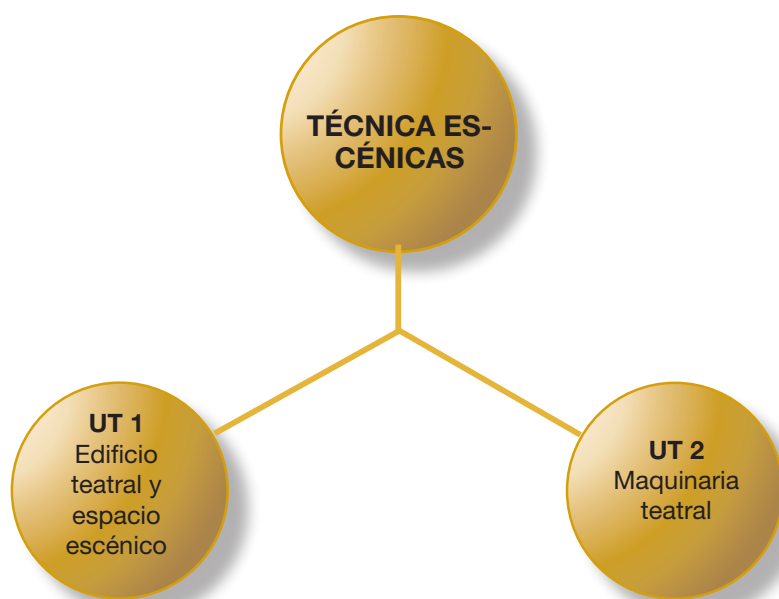 TÉCNICA ES-
CÉNICAS
UT 1
Edificio
teatral y
espacio
escénico
UT 2
Maquinaria
teatral